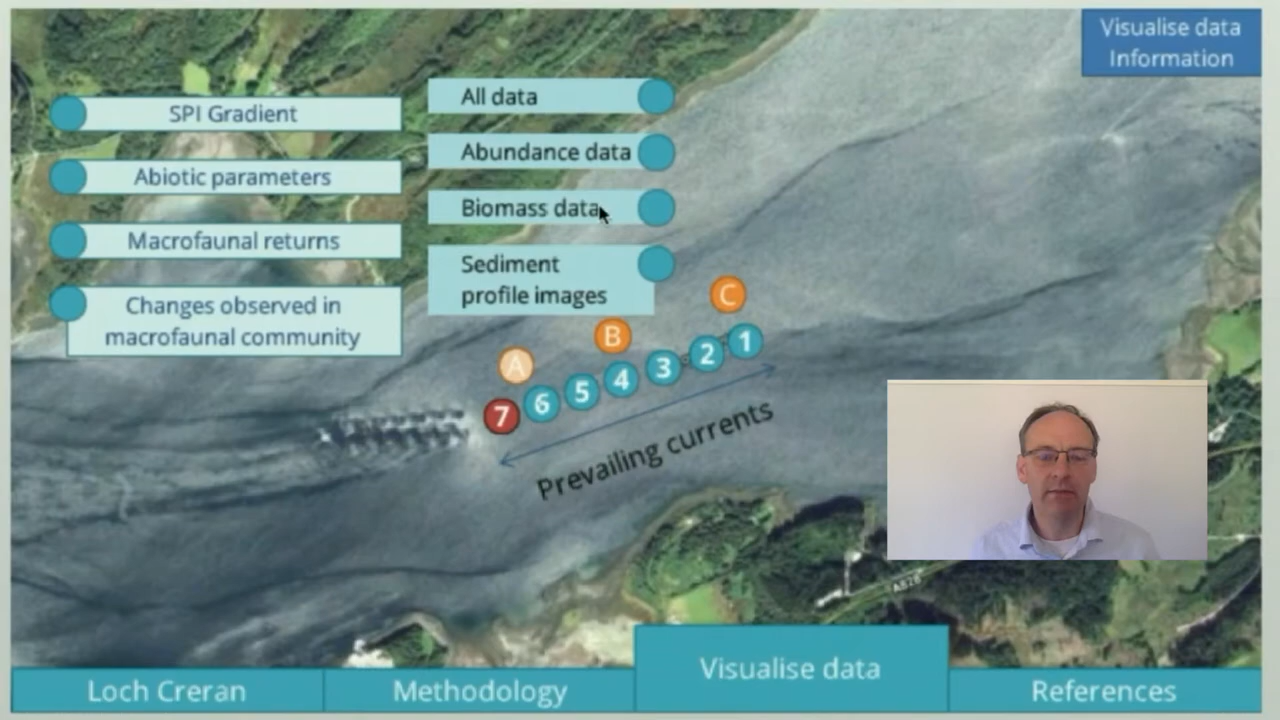 Visualise data
Information
SPI Gradient
Abiotic parameters
Macrofaunal returns
Changes observed in
macrofaunal community
All data
Abundance data
Biomass data
Sediment
profile images
A
B
C
7
6
5
4
3
2
1
Prevailing currents
A828
Loch Creran
Methodology
Visualise data
References